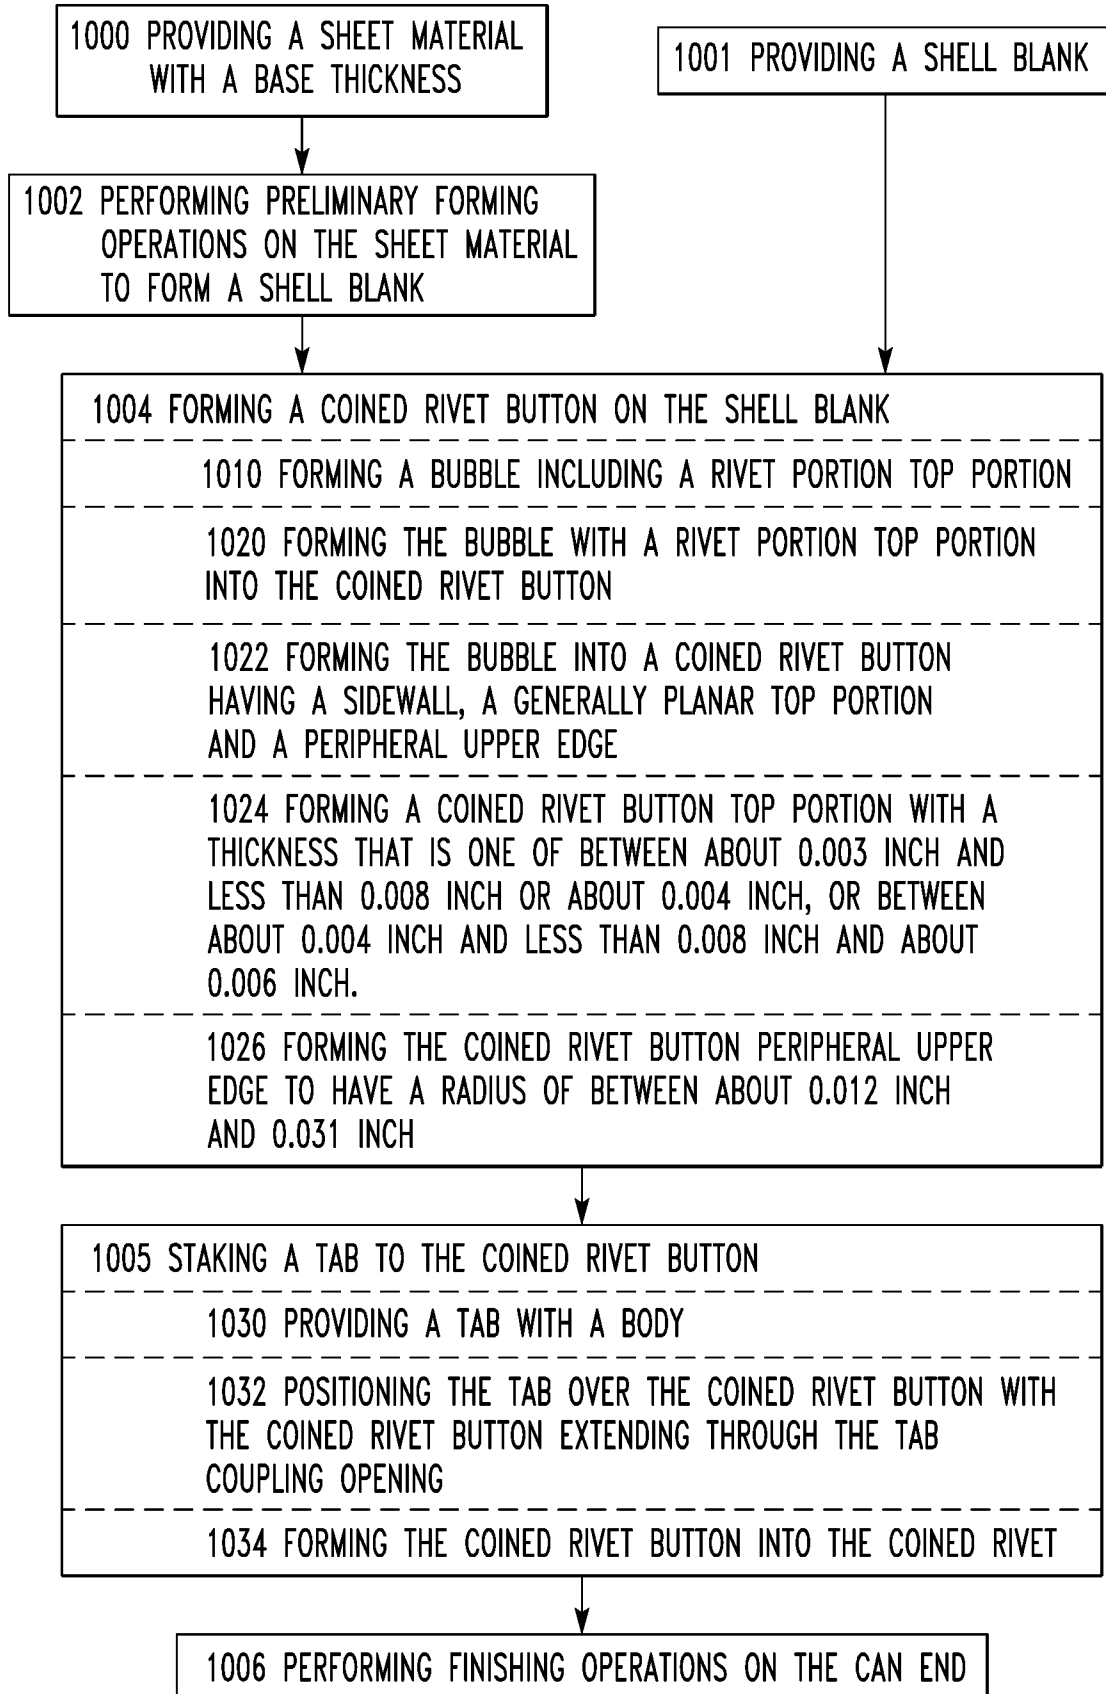 1000 PROVIDING A SHEET MATERIAL
WITH A BASE THICKNESS
1001 PROVIDING A SHELL BLANK
1002 PERFORMING PRELIMINARY FORMING
OPERATIONS ON THE SHEET MATERIAL
TO FORM A SHELL BLANK
1004 FORMING A COINED RIVET BUTTON ON THE SHELL BLANK
1010 FORMING A BUBBLE INCLUDING A RIVET PORTION TOP PORTION
1020 FORMING THE BUBBLE WITH A RIVET PORTION TOP PORTION
INTO THE COINED RIVET BUTTON
1022 FORMING THE BUBBLE INTO A COINED RIVET BUTTON
HAVING A SIDEWALL, A GENERALLY PLANAR TOP PORTION
AND A PERIPHERAL UPPER EDGE
1024 FORMING A COINED RIVET BUTTON TOP PORTION WITH A
THICKNESS THAT IS ONE OF BETWEEN ABOUT 0.003 INCH AND
LESS THAN 0.008 INCH OR ABOUT 0.004 INCH, OR BETWEEN
ABOUT 0.004 INCH AND LESS THAN 0.008 INCH AND ABOUT
0.006 INCH.
1026 FORMING THE COINED RIVET BUTTON PERIPHERAL UPPER
EDGE TO HAVE A RADIUS OF BETWEEN ABOUT 0.012 INCH
AND 0.031 INCH
1005 STAKING A TAB TO THE COINED RIVET BUTTON
1030 PROVIDING A TAB WITH A BODY
1032 POSITIONING THE TAB OVER THE COINED RIVET BUTTON WITH
THE COINED RIVET BUTTON EXTENDING THROUGH THE TAB
COUPLING OPENING
1034 FORMING THE COINED RIVET BUTTON INTO THE COINED RIVET
1006 PERFORMING FINISHING OPERATIONS ON THE CAN END